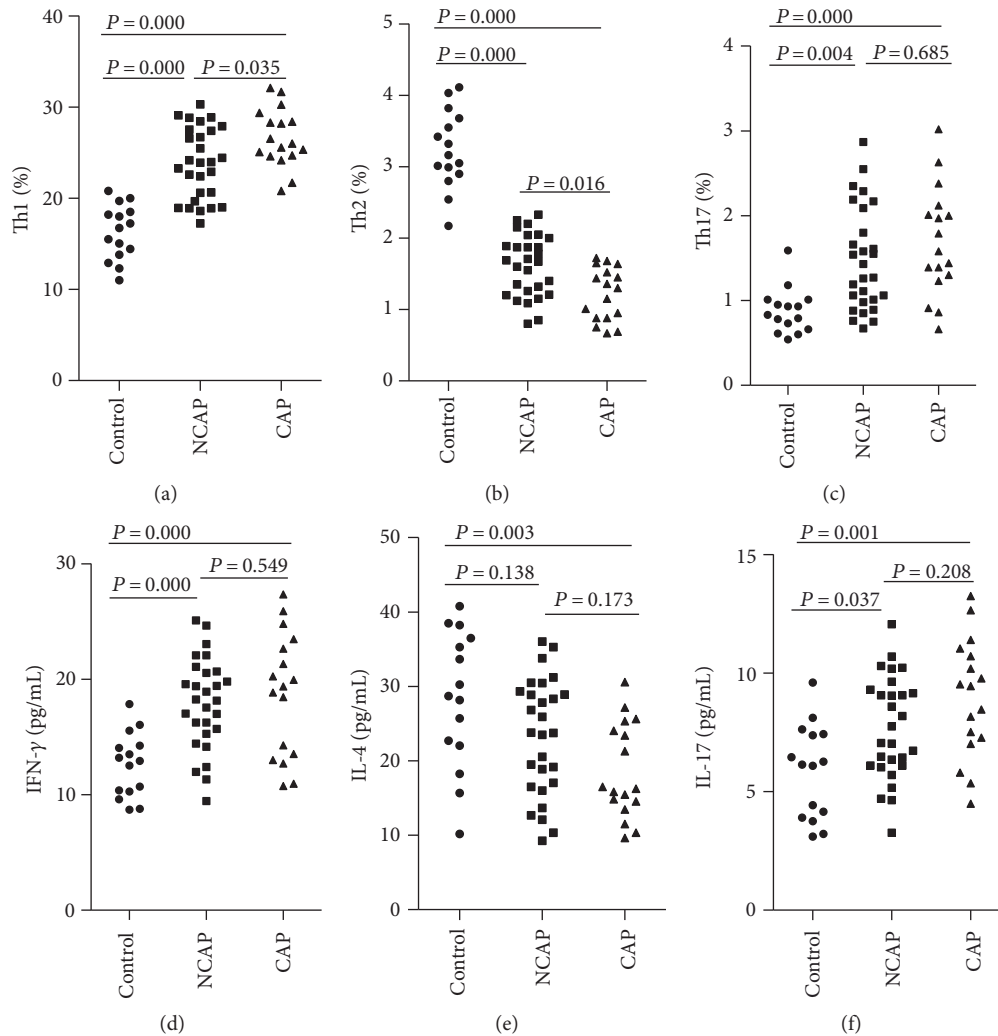 P = 0.000
P = 0.000
P = 0.035
40
30
20
10
0
Th1 (%)
Control
NCAP
CAP
(a)
P = 0.000
P = 0.000
P = 0.016
5
4
3
2
1
0
Th2 (%)
Control
NCAP
CAP
(b)
P = 0.000
P = 0.004
P = 0.685
4
3
2
1
0
Th17 (%)
Control
NCAP
CAP
(c)
P = 0.000
P = 0.549
P = 0.000
30
20
10
0
IFN-γ (pg/mL)
Control
NCAP
CAP
(d)
P = 0.003
P = 0.138
P = 0.173
50
40
30
20
10
0
IL-4 (pg/mL)
Control
NCAP
CAP
(e)
P = 0.001
P = 0.208
P = 0.037
15
10
5
0
IL-17 (pg/mL)
Control
NCAP
CAP
(f)